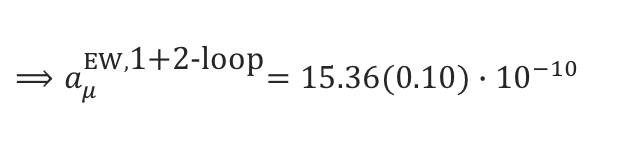 ⟹ a_μ^{EW,1+2-loop} = 15.36(0.10) · 10^{−10}